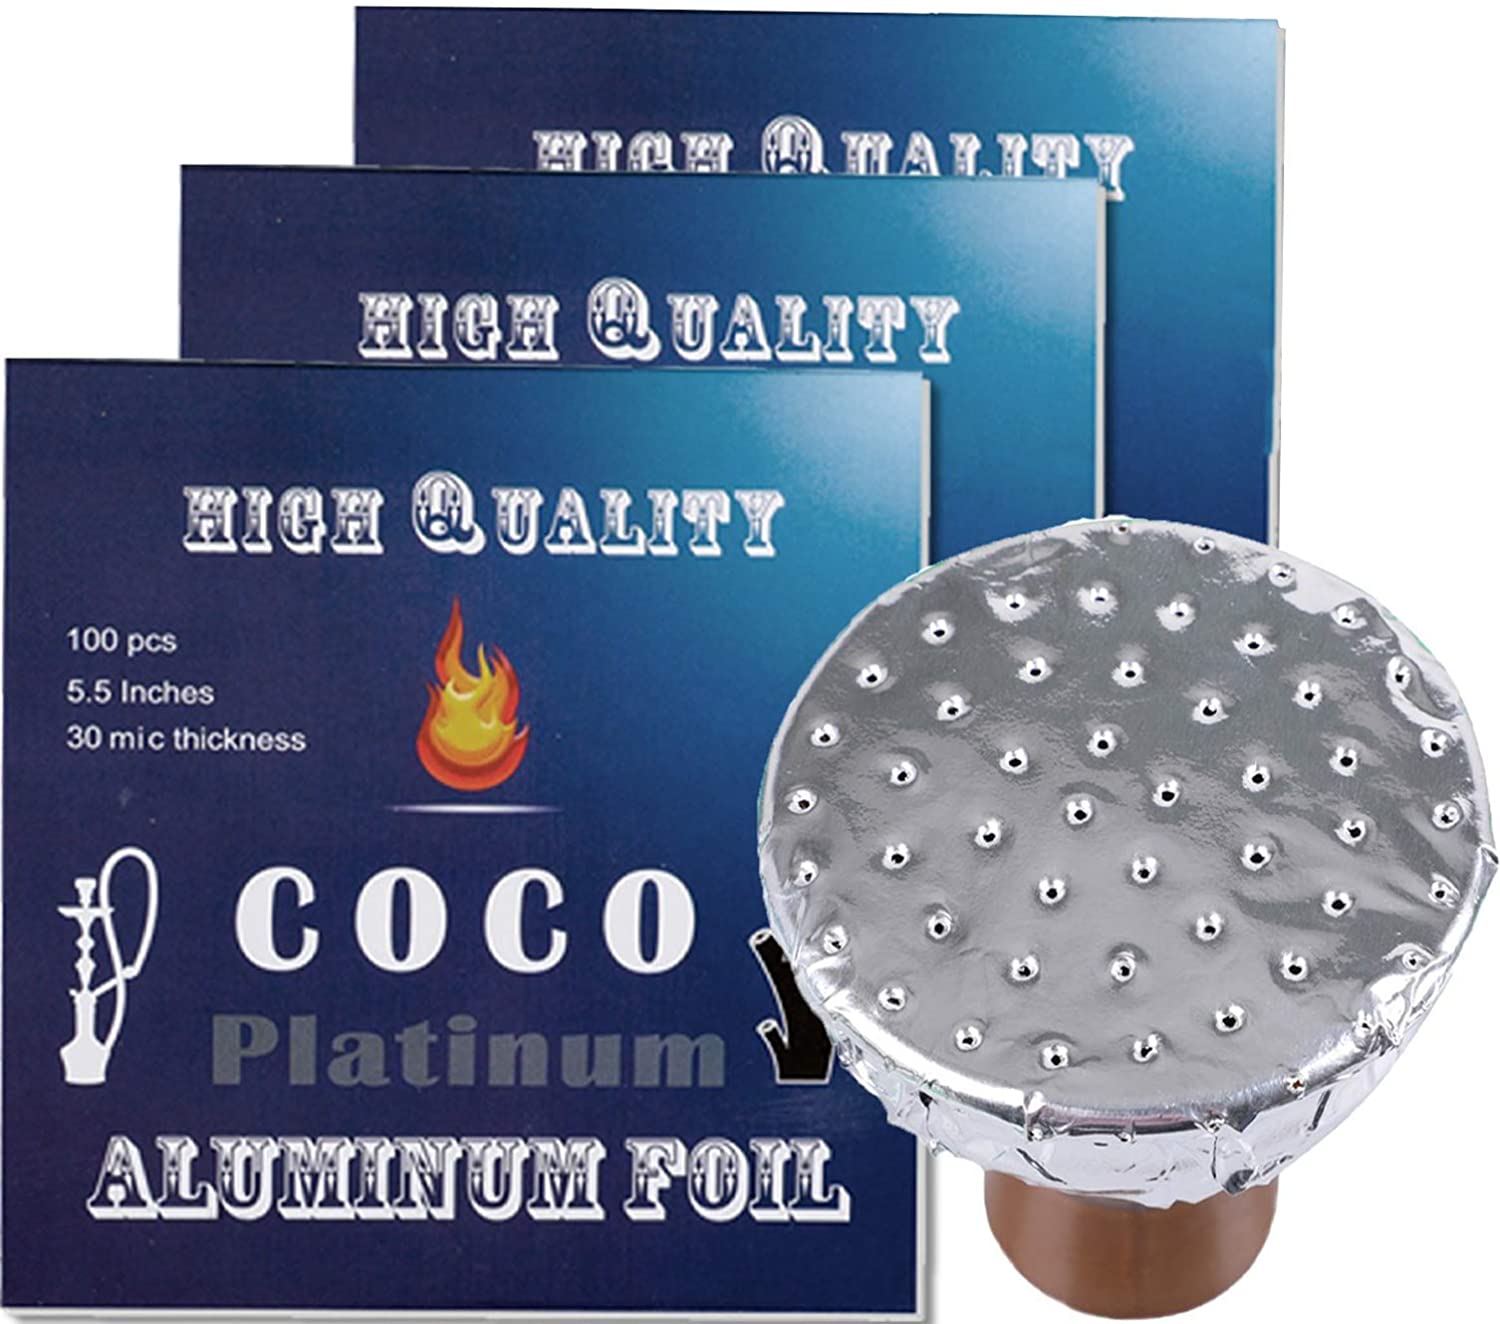 HIGH QUALITY
HIGH QUALITY
HIGH QUALITY
100 pcs
5.5 Inches
30 mic thickness
COCO
Platinum
ALUMINUM FOIL